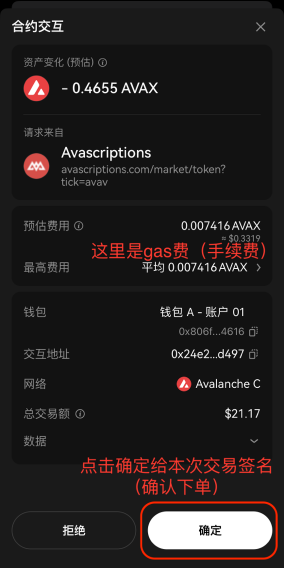 合约交互
资产变化 (预估)
- 0.4655 AVAX
请求来自
Avascriptions
avascriptions.com/market/token?
tick=avav
预估费用
0.007416 AVAX
≈ $0.3319
这里是gas费（手续费）
最高费用
平均 0.007416 AVAX
钱包
钱包 A - 账户 01
0x806f...4616
交互地址
0x24e2...d497
网络
Avalanche C
总交易额
$21.17
数据
点击确定给本次交易签名
（确认下单）
拒绝
确定